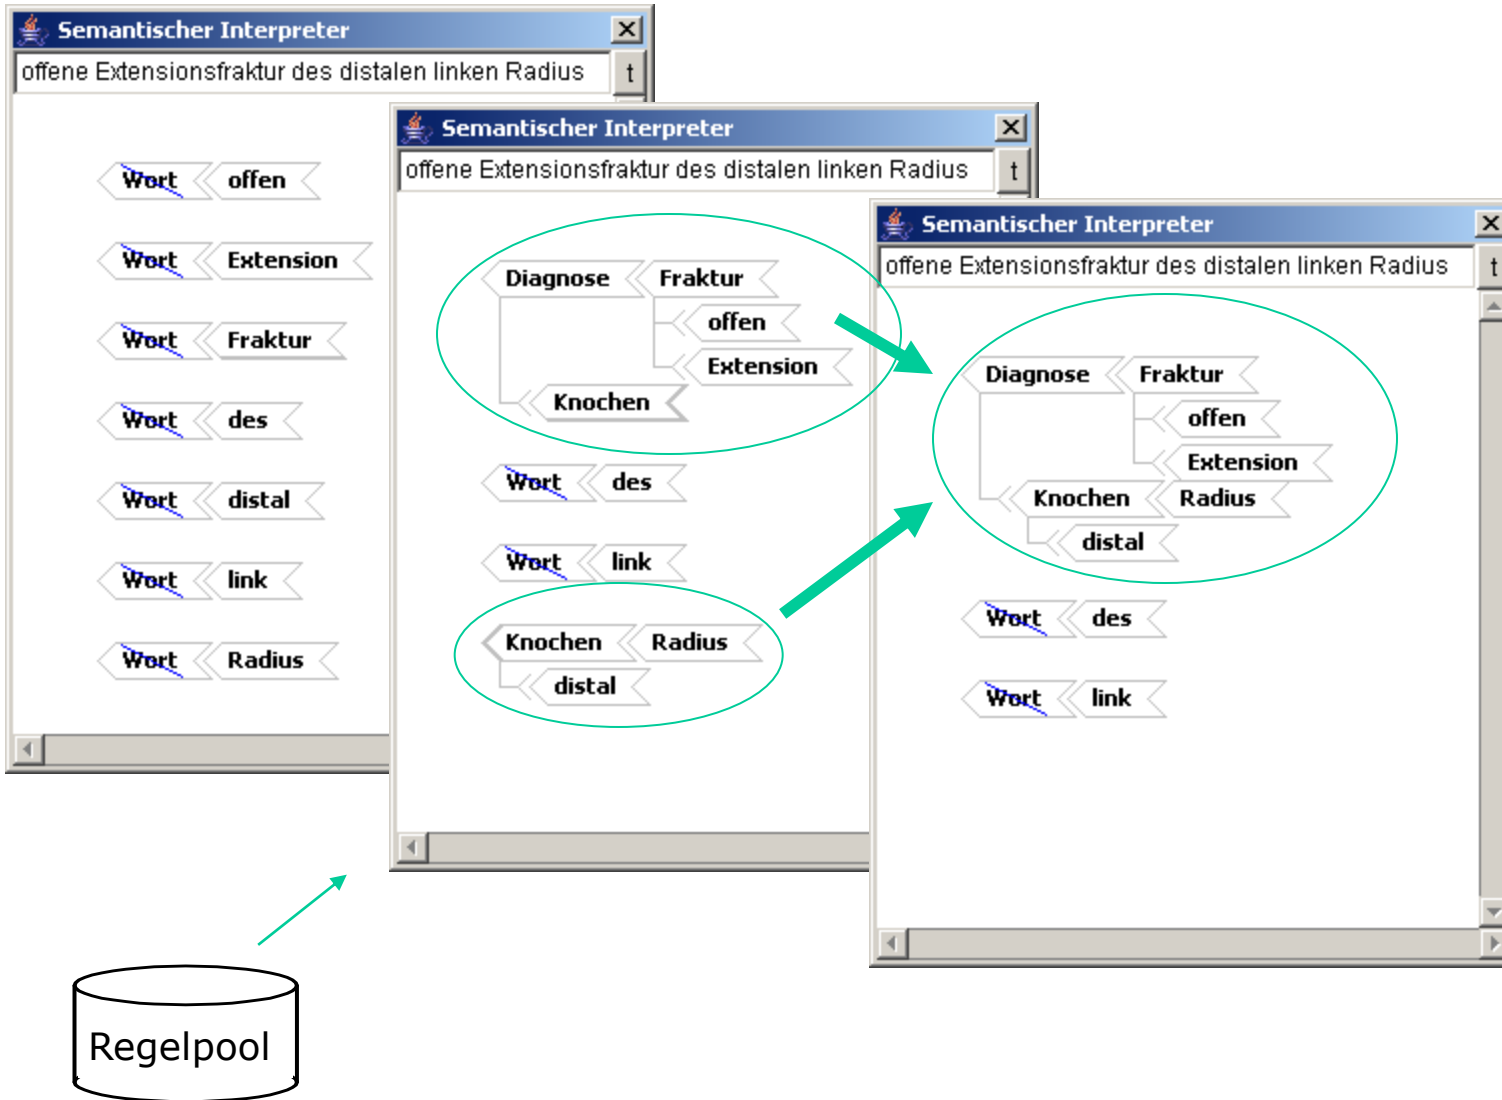 Semantischer Interpreter
offene Extensionsfraktur des distalen linken Radius t
Wort offen
Wort Extension
Wort Fraktur
Wort des
Wort distal
Wort link
Wort Radius
Semantischer Interpreter
offene Extensionsfraktur des distalen linken Radius t
Diagnose Fraktur
offen
Extension
Knochen
Wort des
Wort link
Knochen Radius
distal
Semantischer Interpreter
offene Extensionsfraktur des distalen linken Radius t
Diagnose Fraktur
offen
Extension
Knochen Radius
distal
Wort des
Wort link
Regelpool